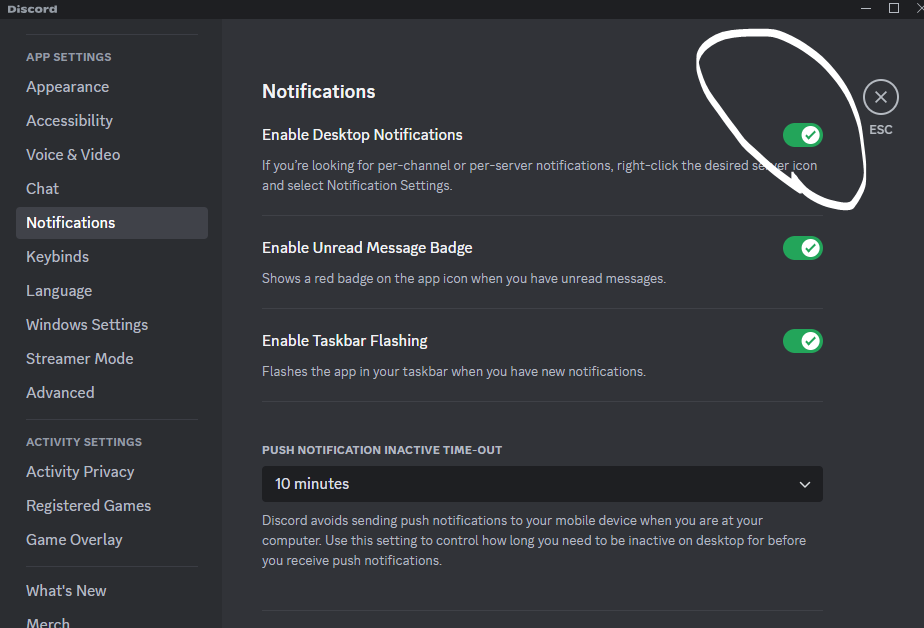 Discord
APP SETTINGS
Appearance
Accessibility
Voice & Video
Chat
Notifications
Keybinds
Language
Windows Settings
Streamer Mode
Advanced
ACTIVITY SETTINGS
Activity Privacy
Registered Games
Game Overlay
What's New
Merch
Notifications
Enable Desktop Notifications
If you're looking for per-channel or per-server notifications, right-click the desired server icon
and select Notification Settings.
Enable Unread Message Badge
Shows a red badge on the app icon when you have unread messages.
Enable Taskbar Flashing
Flashes the app in your taskbar when you have new notifications.
PUSH NOTIFICATION INACTIVE TIME-OUT
10 minutes
Discord avoids sending push notifications to your mobile device when you are at your
computer. Use this setting to control how long you need to be inactive on desktop for before
you receive push notifications.
ESC